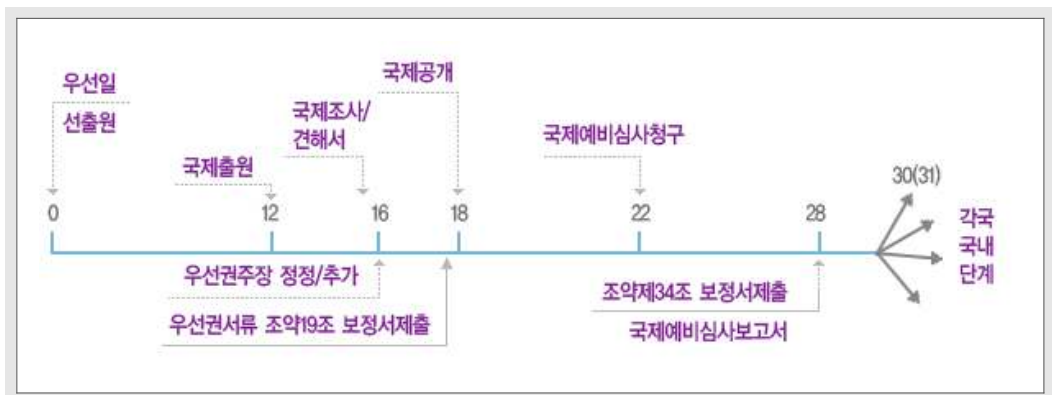 국제공개
우선일
선출원
국제조사/
견해서
국제예비심사청구
국제출원
30(31)
0
12
16
18
22
28
각국
국내
단계
우선권주장 정정/추가
조약제34조 보정서제출
우선권서류 조약19조 보정서제출
국제예비심사보고서